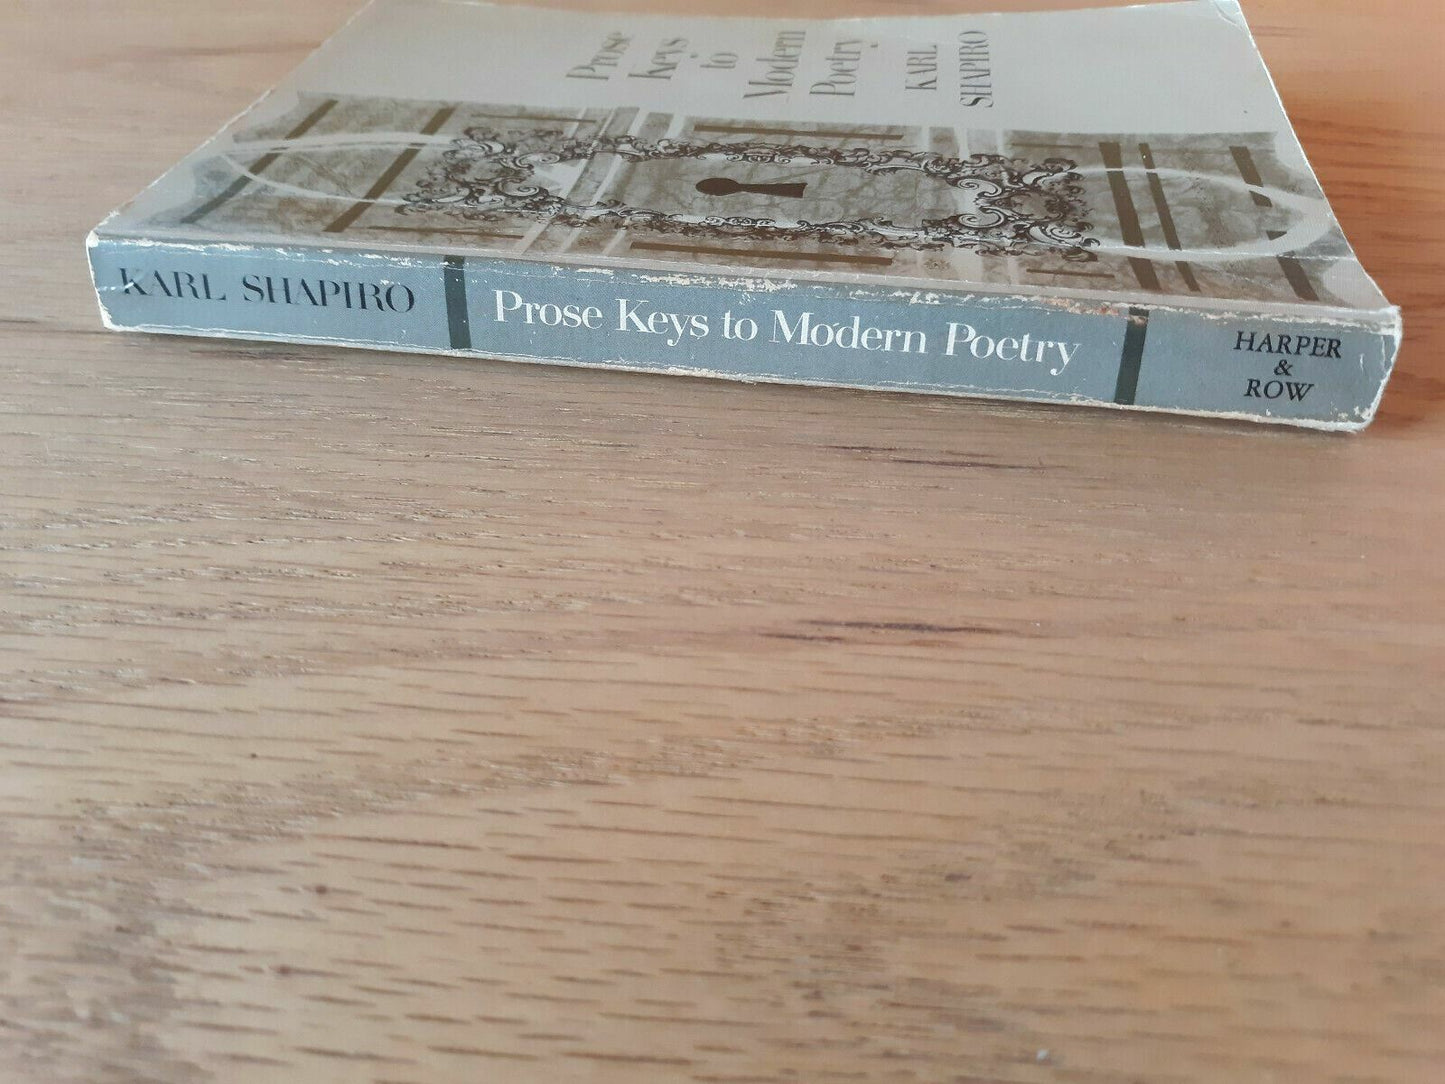 Prose
Keys
to
Modern
Poetry
KARL
SHAPIRO
KARL SHAPIRO
Prose Keys to Modern Poetry
HARPER
&
ROW